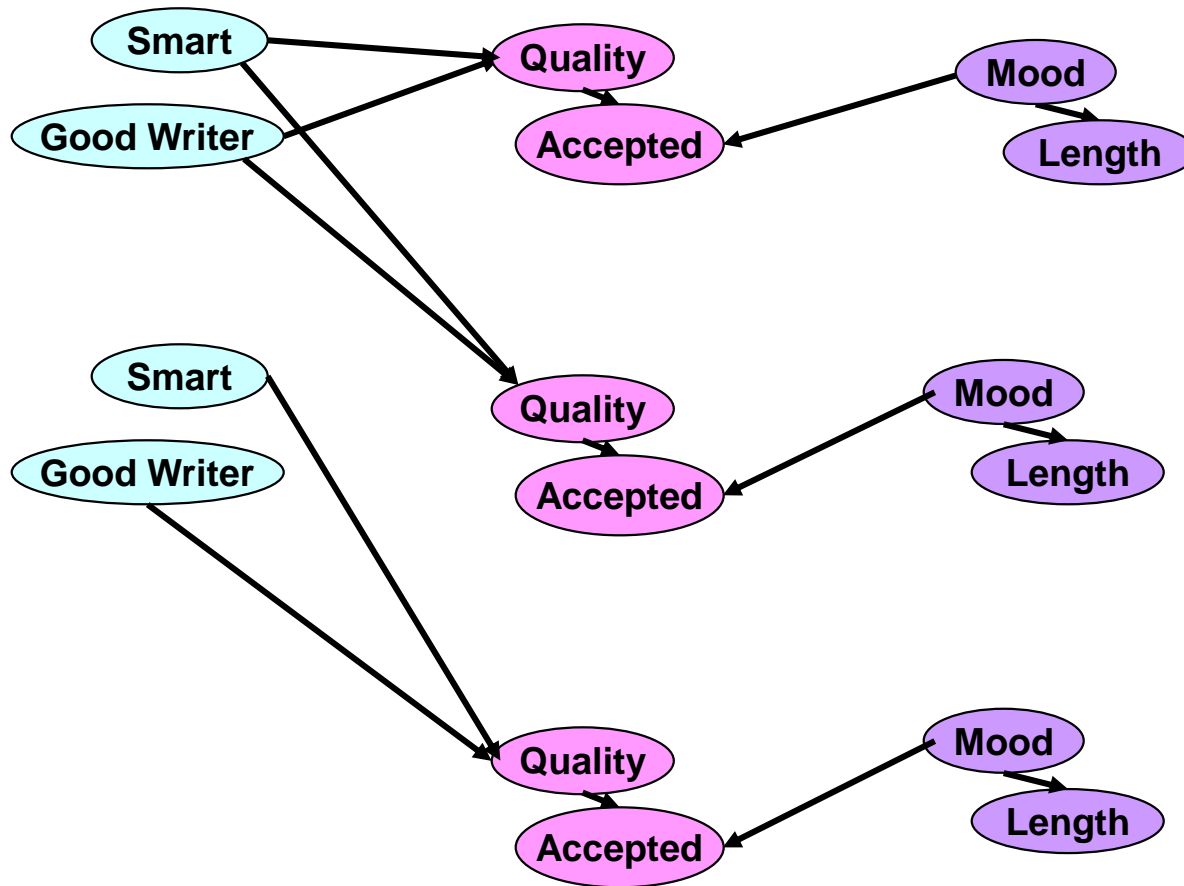 Smart
Quality
Mood
Good Writer
Accepted
Length
Smart
Quality
Mood
Good Writer
Accepted
Length
Quality
Mood
Accepted
Length